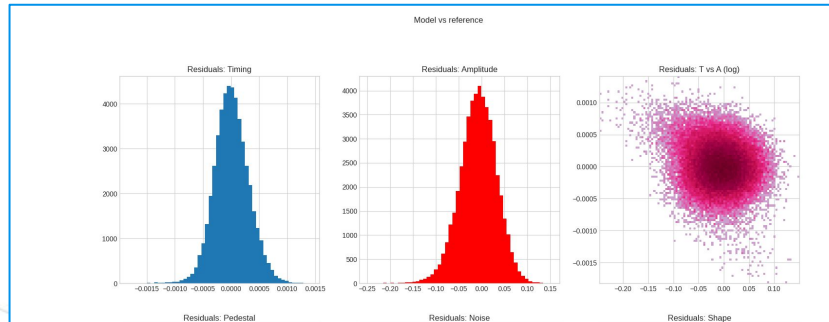 Model vs reference
Residuals: Timing
Residuals: Amplitude
Residuals: T vs A (log)
4000
3000
2000
1000
0
−0.0015 −0.0010 −0.0005 0.0000 0.0005 0.0010 0.0015
4000
3500
3000
2500
2000
1500
1000
500
0
−0.25 −0.20 −0.15 −0.10 −0.05 0.00 0.05 0.10 0.15
0.0010
0.0005
0.0000
−0.0005
−0.0010
−0.0015
−0.20 −0.15 −0.10 −0.05 0.00 0.05 0.10
Residuals: Pedestal
Residuals: Noise
Residuals: Shape